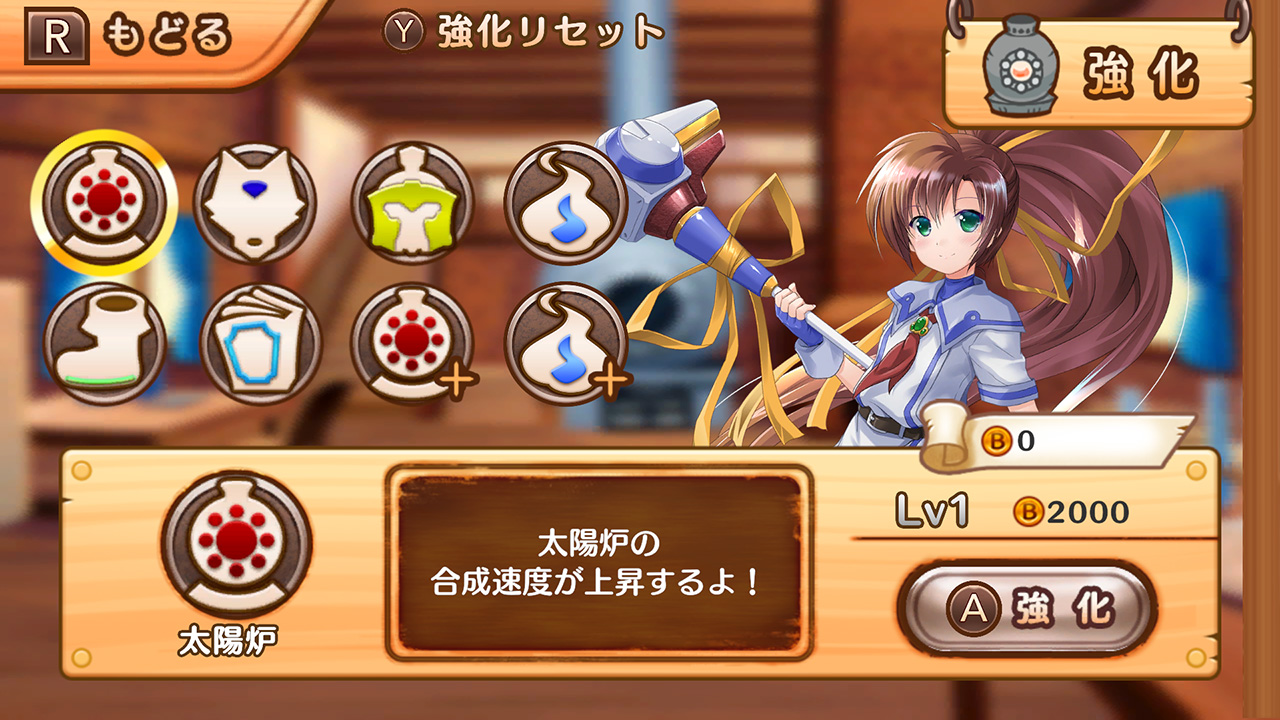 R もどる
Y 強化リセット
強化
B 0
太陽炉の
合成速度が上昇するよ！
Lv1 B 2000
A 強化
太陽炉